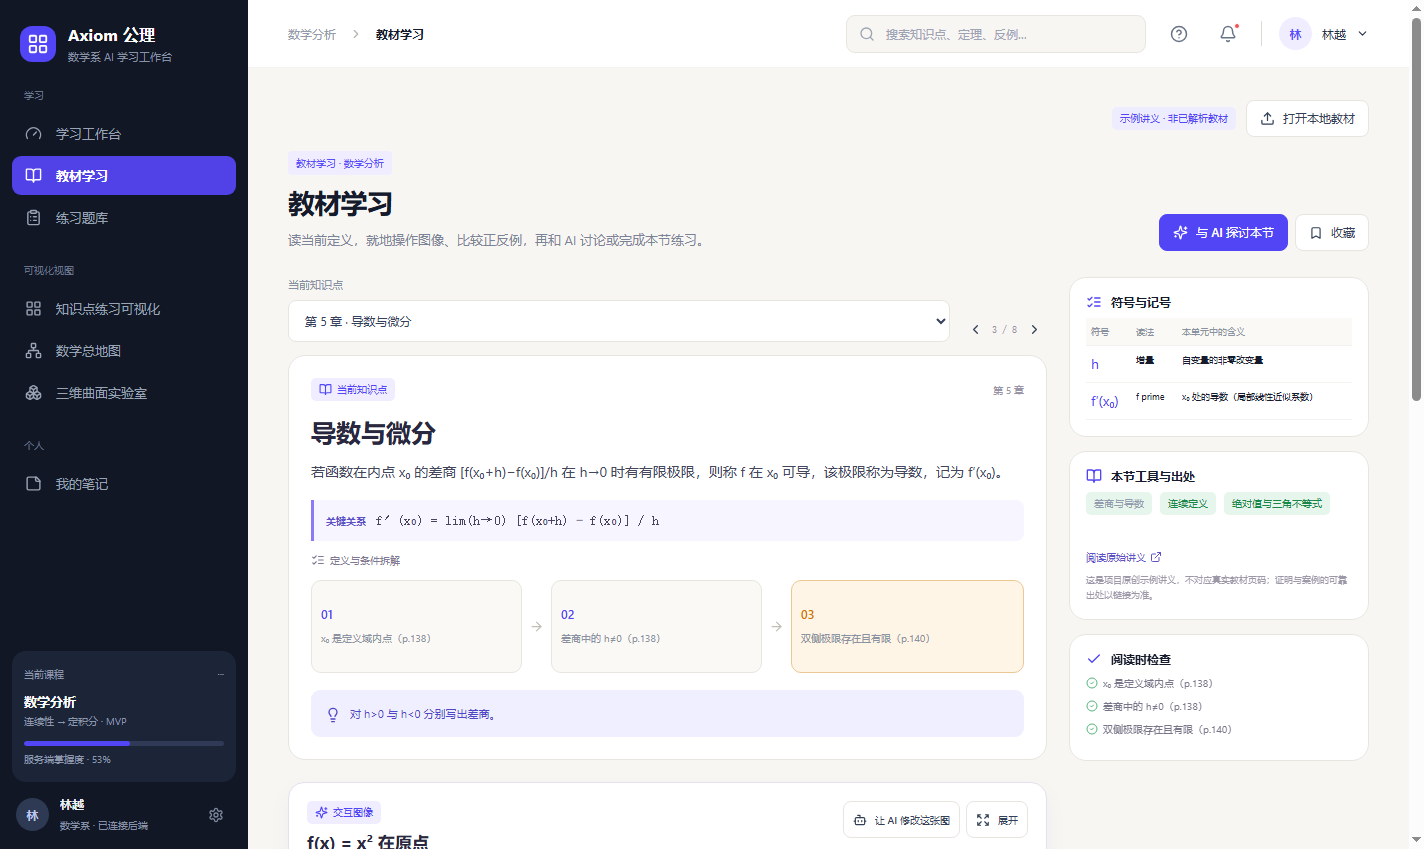 Axiom 公理
数学系 AI 学习工作台
学习
学习工作台
教材学习
练习题库
可视化视图
知识点练习可视化
数学总地图
三维曲面实验室
个人
我的笔记
当前课程
数学分析
连续性 → 定积分 · MVP
服务端掌握度 · 53%
林
林越
数学系 · 已连接后端
数学分析 > 教材学习
搜索知识点、定理、反例...
林 林越
示例讲义 · 非已解析教材
打开本地教材
教材学习 · 数学分析
教材学习
读当前定义，就地操作图像、比较正反例，再和 AI 讨论或完成本节练习。
与 AI 探讨本节
收藏
当前知识点
第 5 章 · 导数与微分
3 / 8
当前知识点
第 5 章
导数与微分
若函数在内点 x₀ 的差商 [f(x₀+h)−f(x₀)]/h 在 h→0 时有有限极限，则称 f 在 x₀ 可导，该极限称为导数，记为 f′(x₀)。
关键关系 f′(x₀) = lim(h→0) [f(x₀+h) − f(x₀)] / h
定义与条件拆解
01
x₀ 是定义域内点（p.138）
→
02
差商中的 h≠0（p.138）
→
03
双侧极限存在且有限（p.140）
对 h>0 与 h<0 分别写出差商。
交互图像
f(x) = x² 在原点
让 AI 修改这张图
展开
符号与记号
符号 读法 本单元中的含义
h 增量 自变量的非零改变量
f′(x₀) f prime x₀ 处的导数（局部线性近似系数）
本节工具与出处
差商与导数 连续定义 绝对值与三角不等式
阅读原始讲义
这是项目原创示例讲义，不对应真实教材页码；证明与案例的可靠
出处以链接为准。
阅读时检查
x₀ 是定义域内点（p.138）
差商中的 h≠0（p.138）
双侧极限存在且有限（p.140）